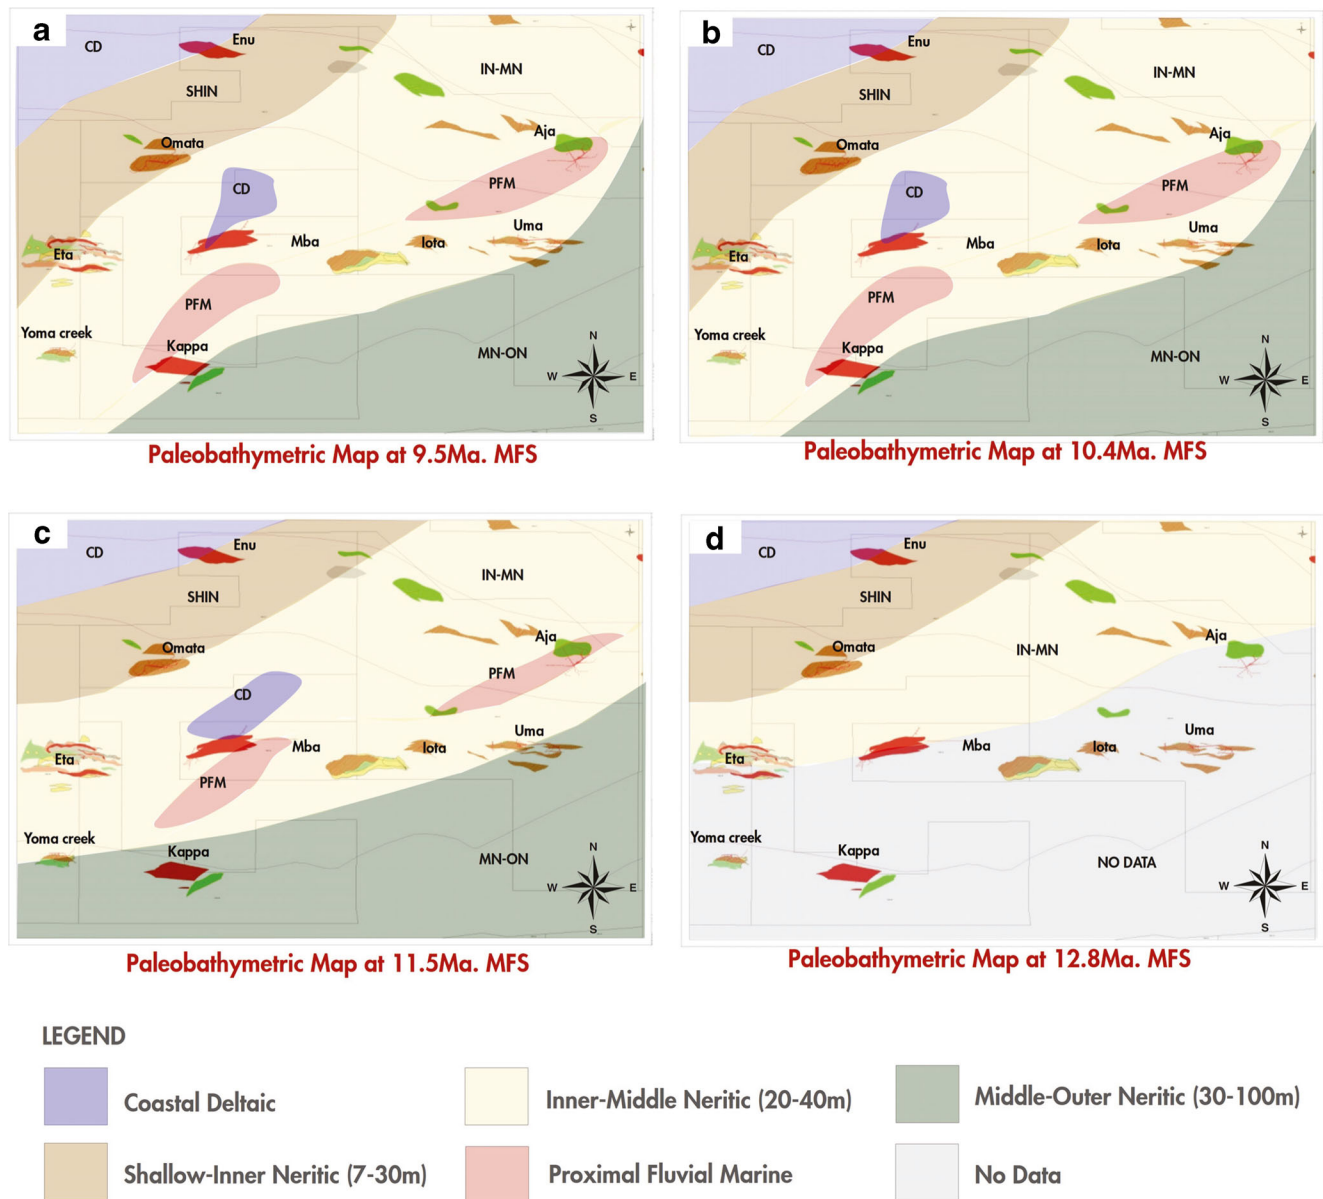 a
CD
Enu
IN-MN
SHIN
Omata
Aja
CD
PFM
Uma
Mba
Iota
Eta
PFM
Yoma creek
Kappa
MN-ON
N
W
E
S
Paleobathymetric Map at 9.5Ma. MFS
b
CD
Enu
IN-MN
SHIN
Omata
Aja
CD
PFM
Uma
Mba
Iota
Eta
PFM
Yoma creek
Kappa
MN-ON
N
W
E
S
Paleobathymetric Map at 10.4Ma. MFS
c
CD
Enu
IN-MN
SHIN
Omata
Aja
CD
PFM
Uma
Mba
Iota
Eta
PFM
Yoma creek
Kappa
MN-ON
N
W
E
S
Paleobathymetric Map at 11.5Ma. MFS
d
CD
Enu
SHIN
Omata
IN-MN
Aja
Uma
Mba
Iota
Eta
Yoma creek
Kappa
NO DATA
N
W
E
S
Paleobathymetric Map at 12.8Ma. MFS
LEGEND
Coastal Deltaic
Inner-Middle Neritic (20-40m)
Middle-Outer Neritic (30-100m)
Shallow-Inner Neritic (7-30m)
Proximal Fluvial Marine
No Data